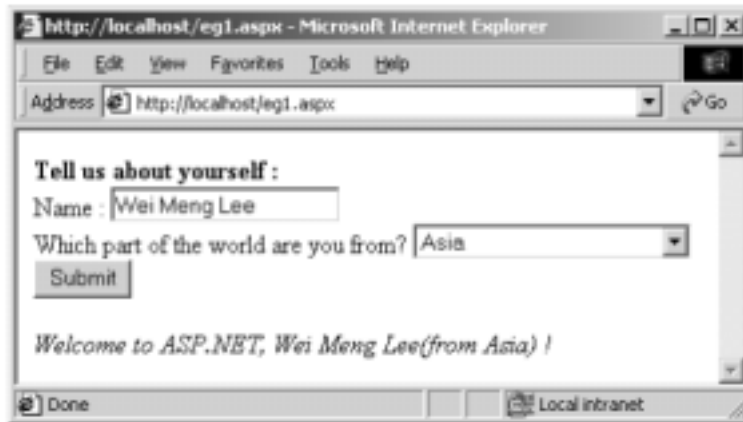 http://localhost/eg1.aspx - Microsoft Internet Explorer
File Edit View Favorites Tools Help
Address http://localhost/eg1.aspx Go
Tell us about yourself :
Name : Wei Meng Lee
Which part of the world are you from? Asia
Submit
Welcome to ASP.NET, Wei Meng Lee(from Asia) !
Done Local intranet